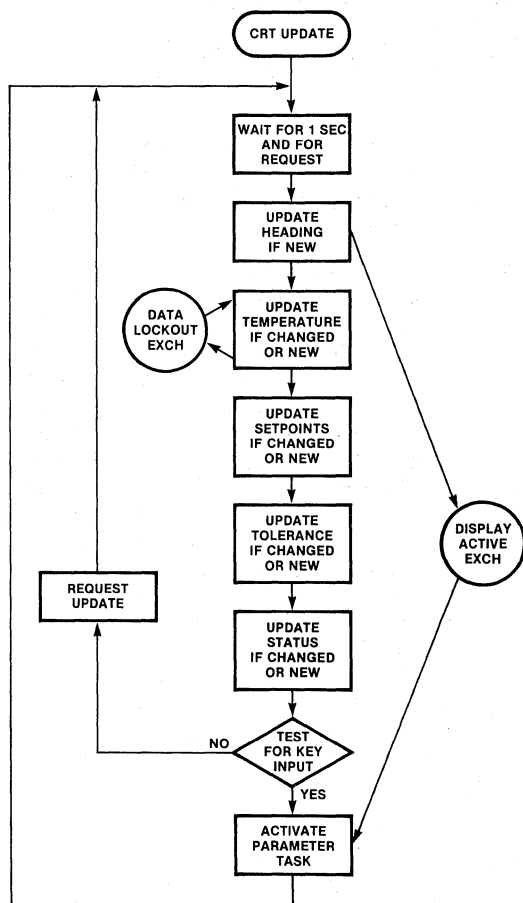 CRT UPDATE
WAIT FOR 1 SEC
AND FOR
REQUEST
UPDATE
HEADING
IF NEW
DATA
LOCKOUT
EXCH
UPDATE
TEMPERATURE
IF CHANGED
OR NEW
UPDATE
SETPOINTS
IF CHANGED
OR NEW
UPDATE
TOLERANCE
IF CHANGED
OR NEW
DISPLAY
ACTIVE
EXCH
REQUEST
UPDATE
UPDATE
STATUS
IF CHANGED
OR NEW
NO
TEST
FOR KEY
INPUT
YES
ACTIVATE
PARAMETER
TASK